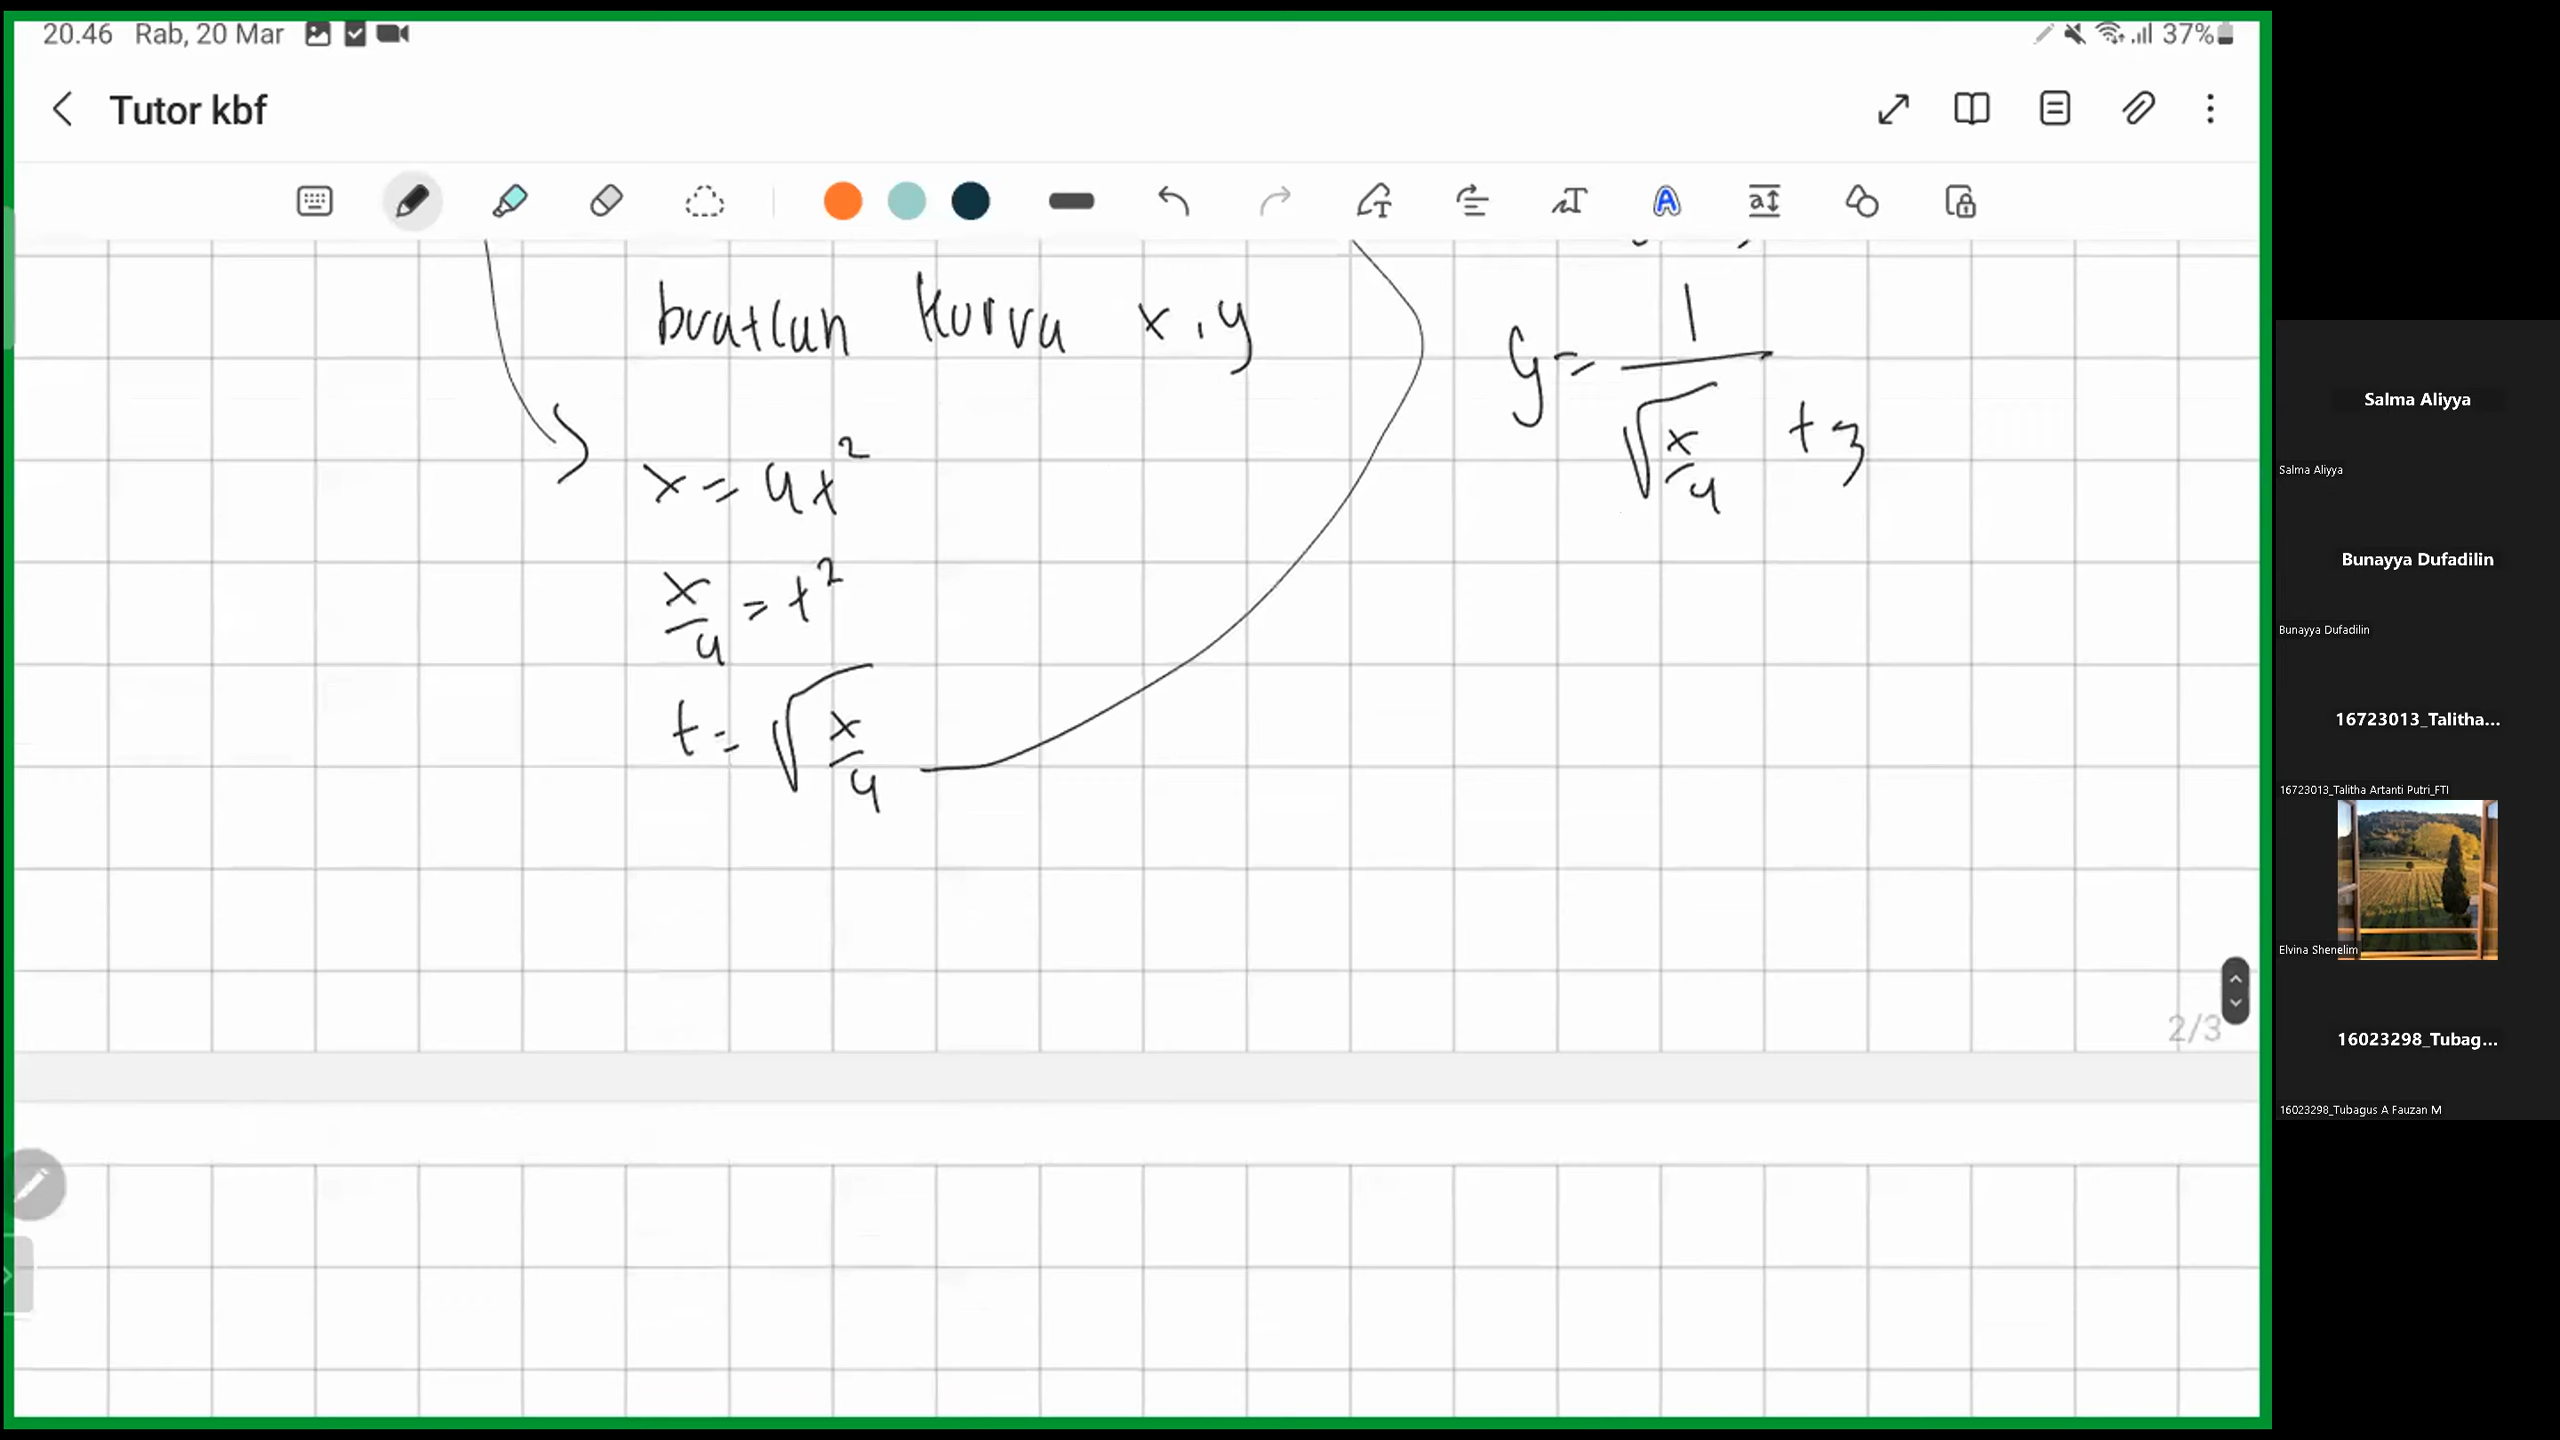 20.46 Rab, 20 Mar
37%
Tutor kbf
buatlah kurva x, y
x = 4t²
x/4 = t²
t = √(x/4)
y = 1/(√(x/4) + 3)
2/3
Salma Aliyya
Salma Aliyya
Bunayya Dufadilin
Bunayya Dufadilin
16723013_Talitha...
16723013_Talitha Artanti Putri_FTI
Elvina Shenelim
16023298_Tubag...
16023298_Tubagus A Fauzan M